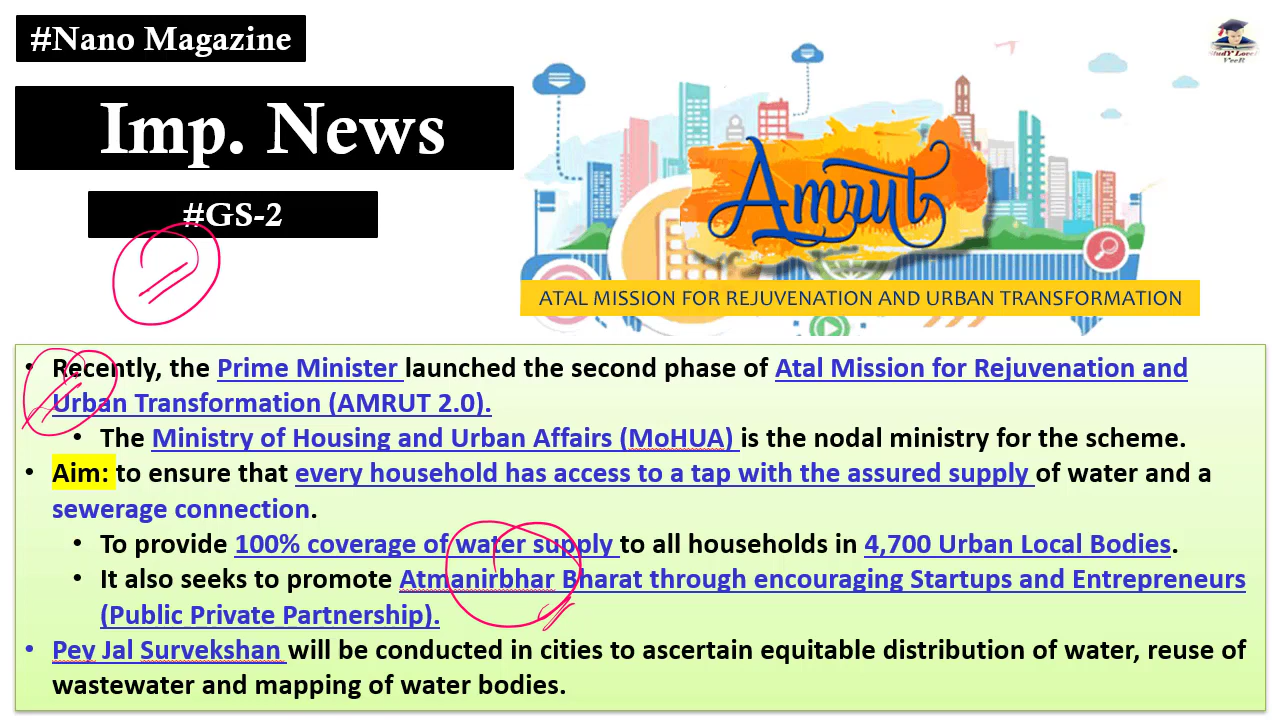 #Nano Magazine
Imp. News
#GS-2
Amrut
ATAL MISSION FOR REJUVENATION AND URBAN TRANSFORMATION
• Recently, the Prime Minister launched the second phase of Atal Mission for Rejuvenation and
Urban Transformation (AMRUT 2.0).
• The Ministry of Housing and Urban Affairs (MoHUA) is the nodal ministry for the scheme.
• Aim: to ensure that every household has access to a tap with the assured supply of water and a
sewerage connection.
• To provide 100% coverage of water supply to all households in 4,700 Urban Local Bodies.
• It also seeks to promote Atmanirbhar Bharat through encouraging Startups and Entrepreneurs
(Public Private Partnership).
• Pey Jal Survekshan will be conducted in cities to ascertain equitable distribution of water, reuse of
wastewater and mapping of water bodies.